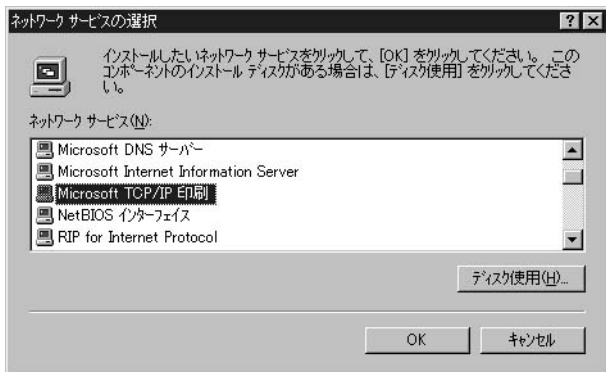 ネットワーク サービスの選択
インストールしたいネットワーク サービスをクリックして、[OK] をクリックしてください。 この
コンポーネントのインストール ディスクがある場合は、[ディスク使用] をクリックしてくださ
い。
ネットワーク サービス(N):
Microsoft DNS サーバー
Microsoft Internet Information Server
Microsoft TCP/IP 印刷
NetBIOS インターフェイス
RIP for Internet Protocol
ディスク使用(H)...
OK
キャンセル